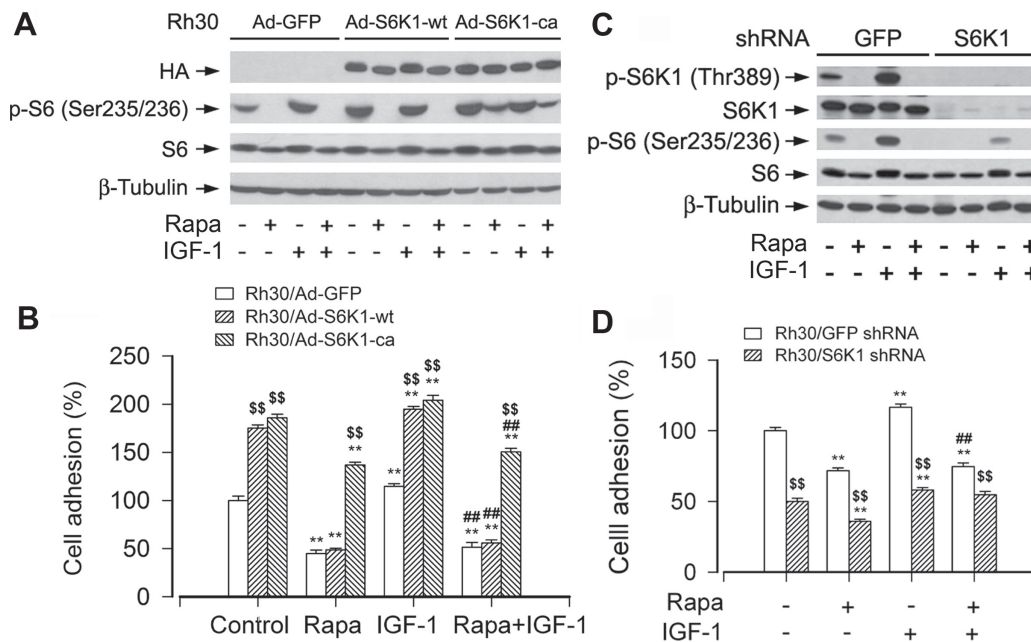 A
Rh30 Ad-GFP Ad-S6K1-wt Ad-S6K1-ca
HA
p-S6 (Ser235/236)
S6
β-Tubulin
Rapa - + - + - + - + - + - +
IGF-1 - - + + - - + + - - + +
B
Rh30/Ad-GFP
Rh30/Ad-S6K1-wt
Rh30/Ad-S6K1-ca
Cell adhesion (%)
250
200
150
100
50
0
$$ $$
** ** $$ **
** $$ ** $$ **
## ** ## ** $$ ## **
Control Rapa IGF-1 Rapa+IGF-1
C
shRNA GFP S6K1
p-S6K1 (Thr389)
S6K1
p-S6 (Ser235/236)
S6
β-Tubulin
Rapa - + - + - + - +
IGF-1 - - + + - - + +
D
Rh30/GFP shRNA
Rh30/S6K1 shRNA
Celll adhesion (%)
150
100
50
0
$$
** $$ **
** $$ **
## ** $$
Rapa - + - +
IGF-1 - - + +